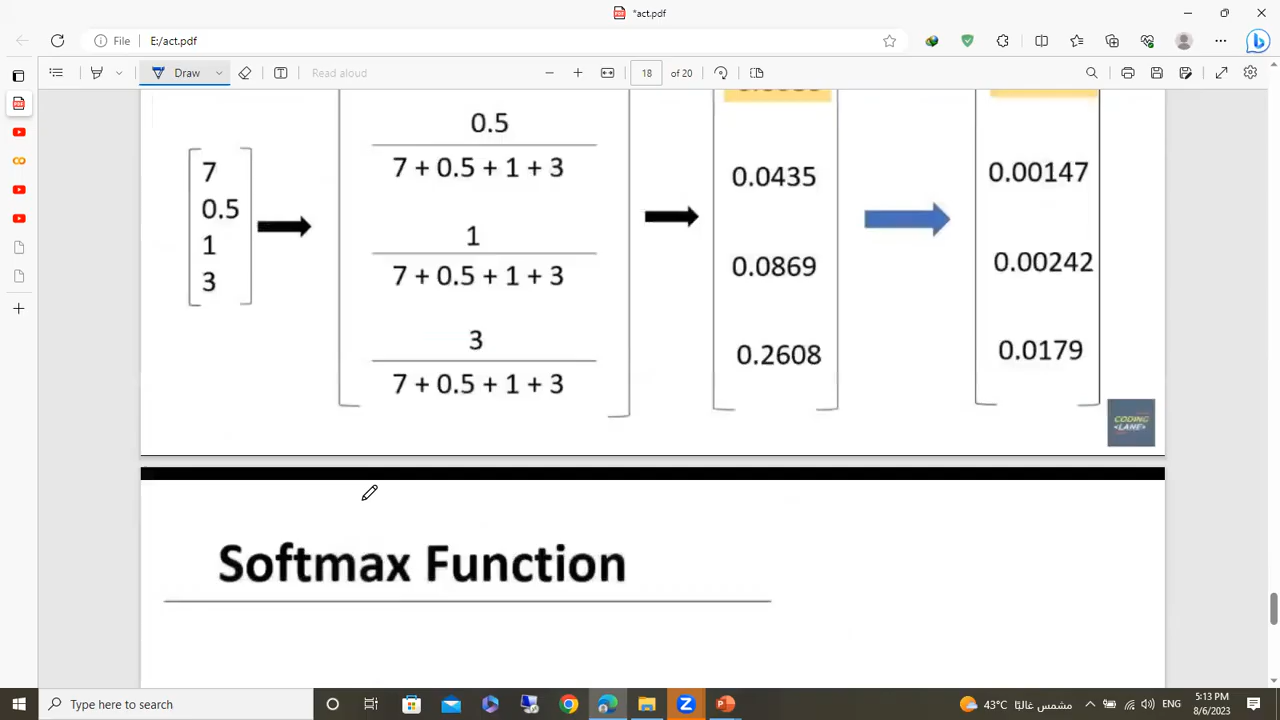 *act.pdf
File E:/act.pdf
Draw Read aloud 18 of 20
0.5
7 + 0.5 + 1 + 3
1
7 + 0.5 + 1 + 3
3
7 + 0.5 + 1 + 3
7
0.5
1
3
0.0435
0.0869
0.2608
0.00147
0.00242
0.0179
CODING
<LANE>
Softmax Function
Type here to search
43°C مشمس غالبًا
ENG
5:13 PM
8/6/2023